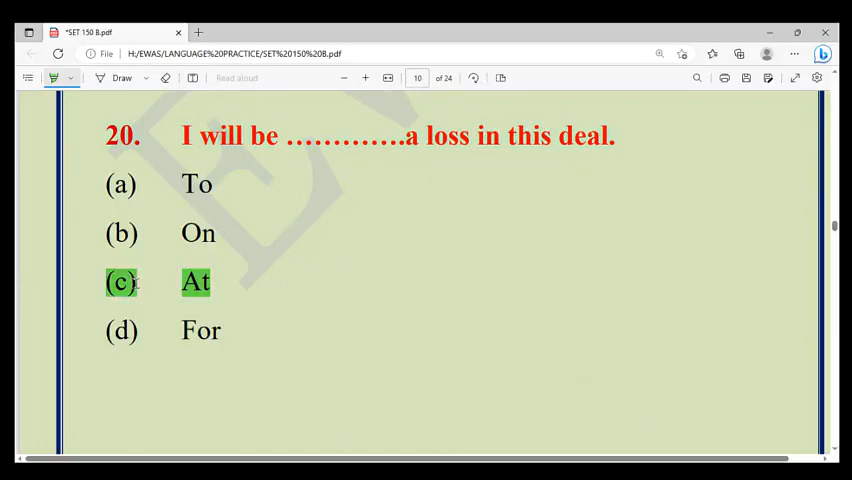 *SET 150 B.pdf
File
H:/EWAS/LANGUAGE%20PRACTICE/SET%20150%20B.pdf
Draw
Read aloud
10 of 24
20. I will be .............a loss in this deal.
(a) To
(b) On
(c) At
(d) For